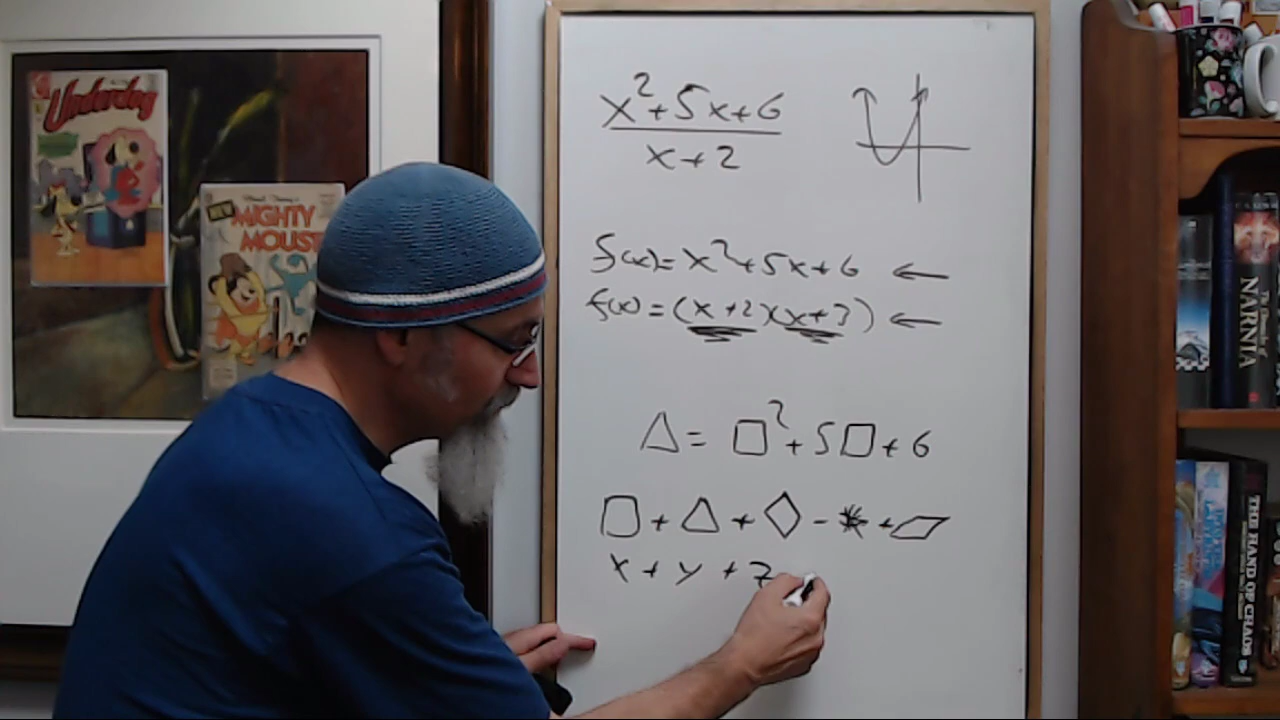 Underdog
NEW
MIGHTY
MOUSE
x²+5x+6
x+2
f(x)=x²+5x+6 ←
f(x)=(x+2)(x+3) ←
△=□²+5□+6
□+△+◇-✴+▱
x+y+z
NARNIA
THE HAND OF CHAOS